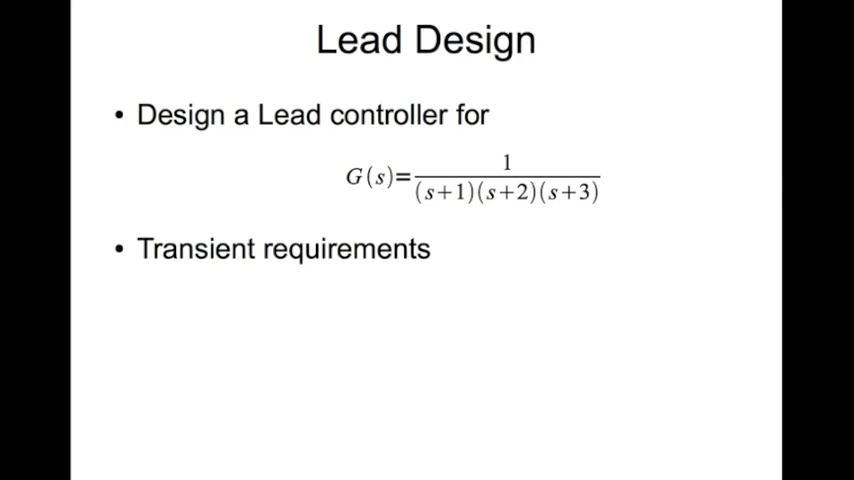 Lead Design
• Design a Lead controller for
G(s)=1/((s+1)(s+2)(s+3))
• Transient requirements